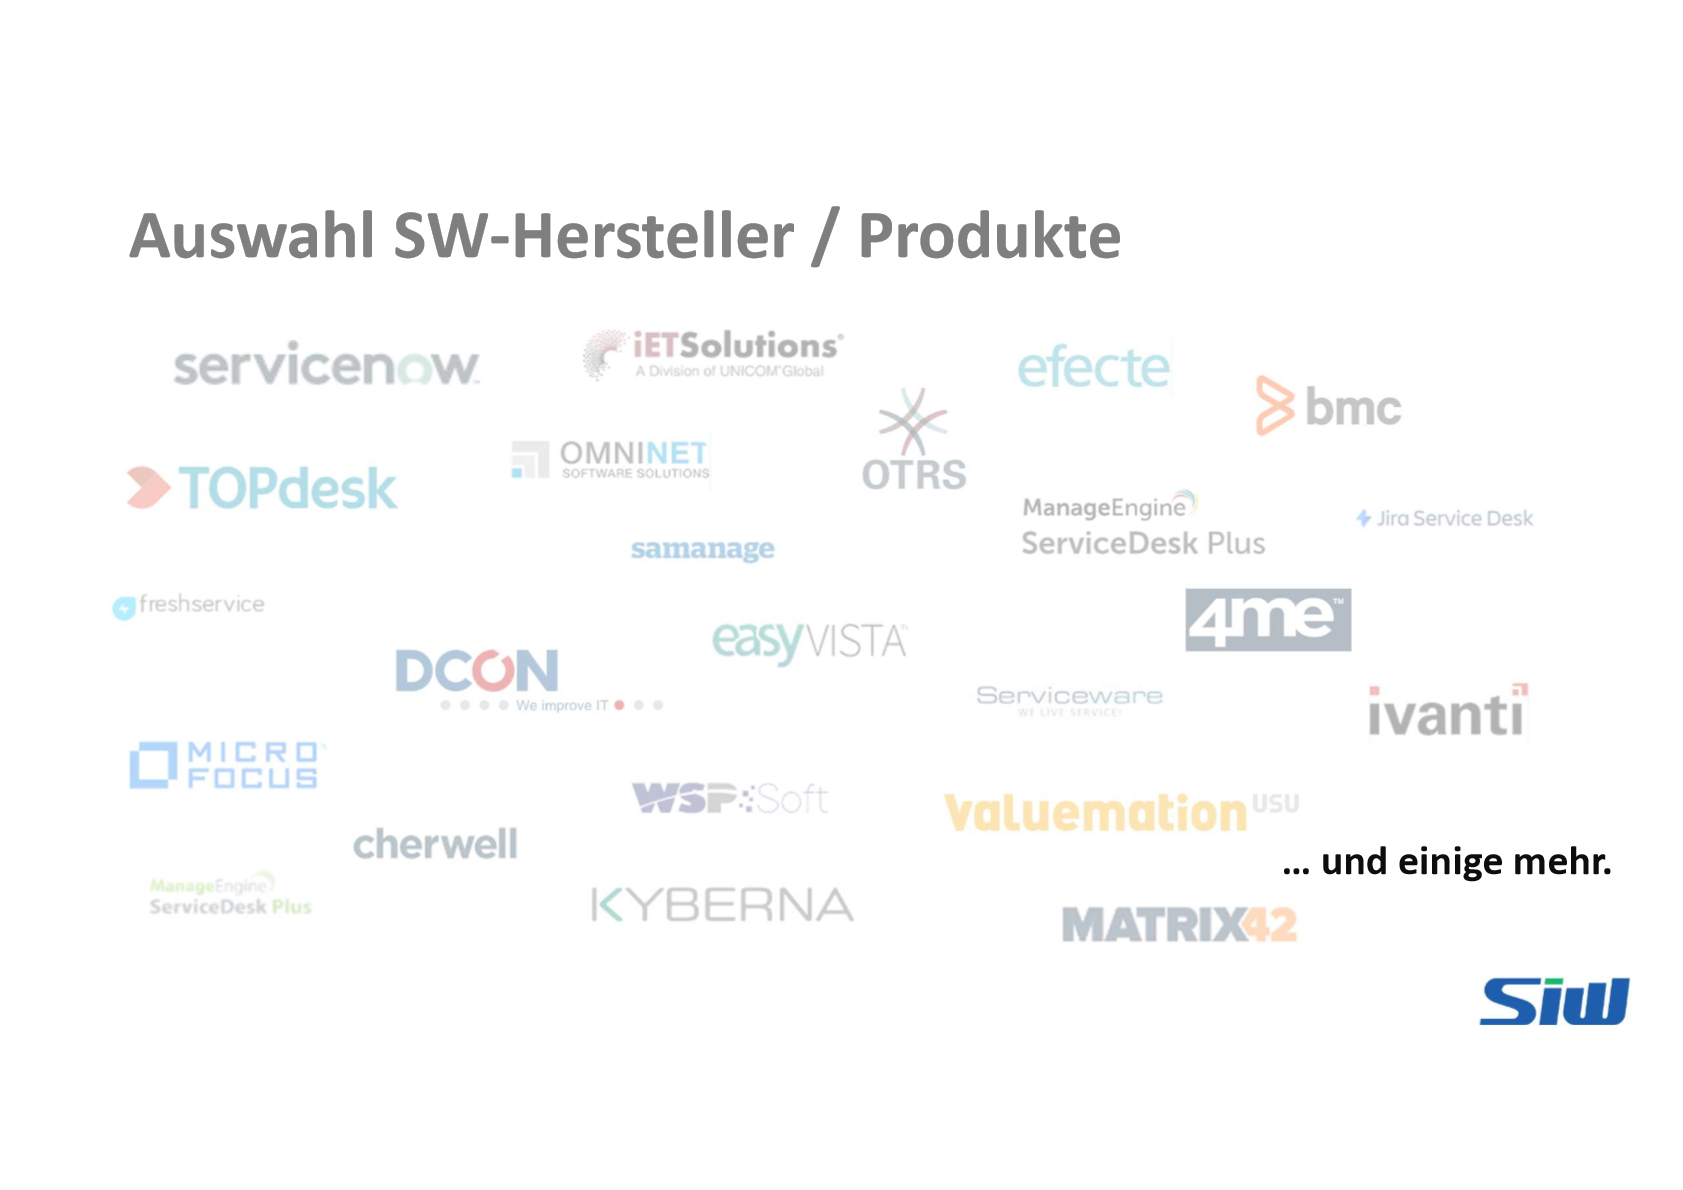 Auswahl SW-Hersteller / Produkte
servicenow
iETSolutions®
A Division of UNICOM® Global
efecte
bmc
OMNINET
SOFTWARE SOLUTIONS
OTRS
TOPdesk
ManageEngine
ServiceDesk Plus
Jira Service Desk
samanage
freshservice
4me™
easyVISTA
DCON
We improve IT
Serviceware
WE LIVE SERVICE!
ivanti
MICRO
FOCUS
WSP Soft
valuemation USU
cherwell
... und einige mehr.
ManageEngine
ServiceDesk Plus
KYBERNA
MATRIX42
Siw